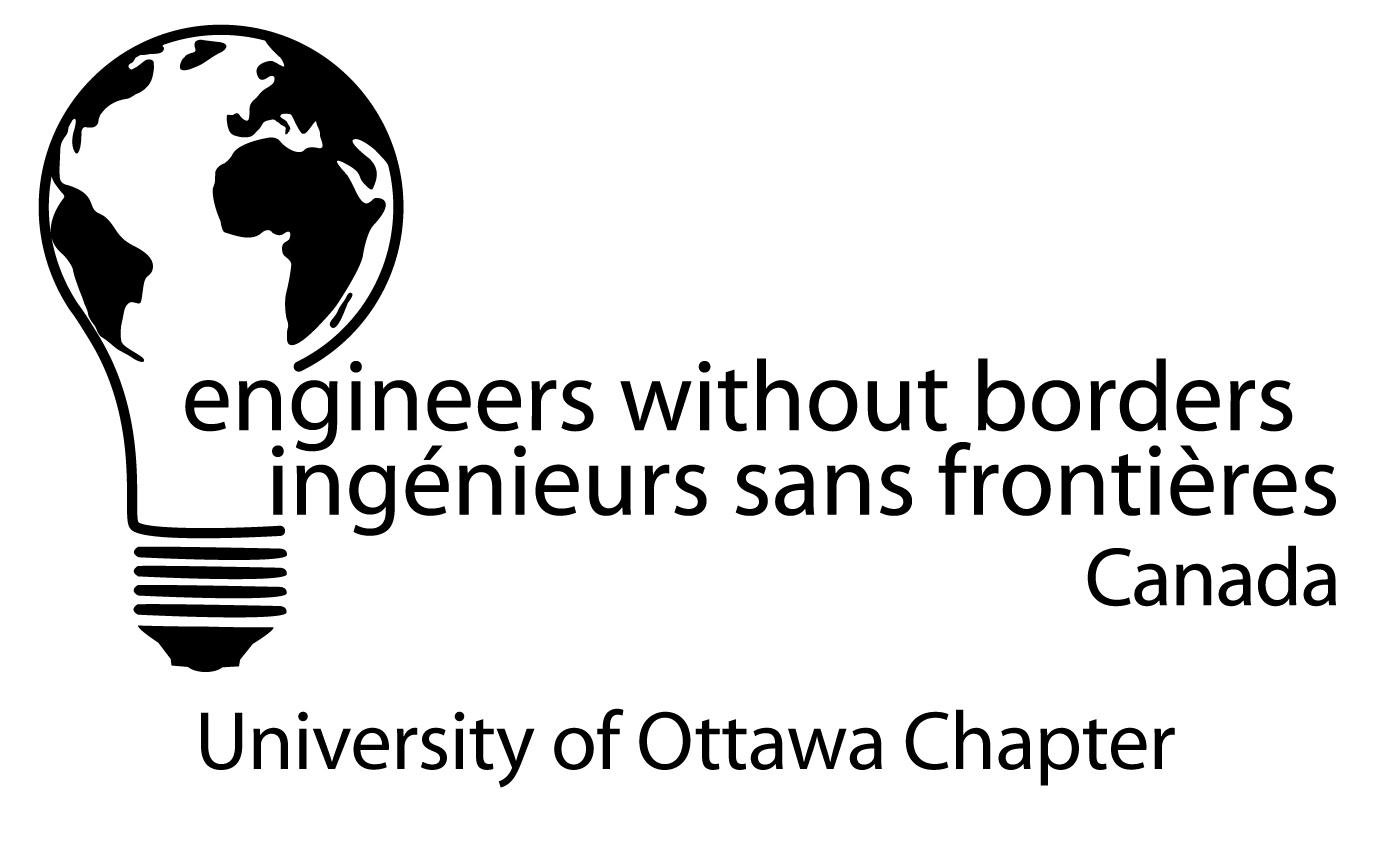 engineers without borders
ingénieurs sans frontières
Canada
University of Ottawa Chapter